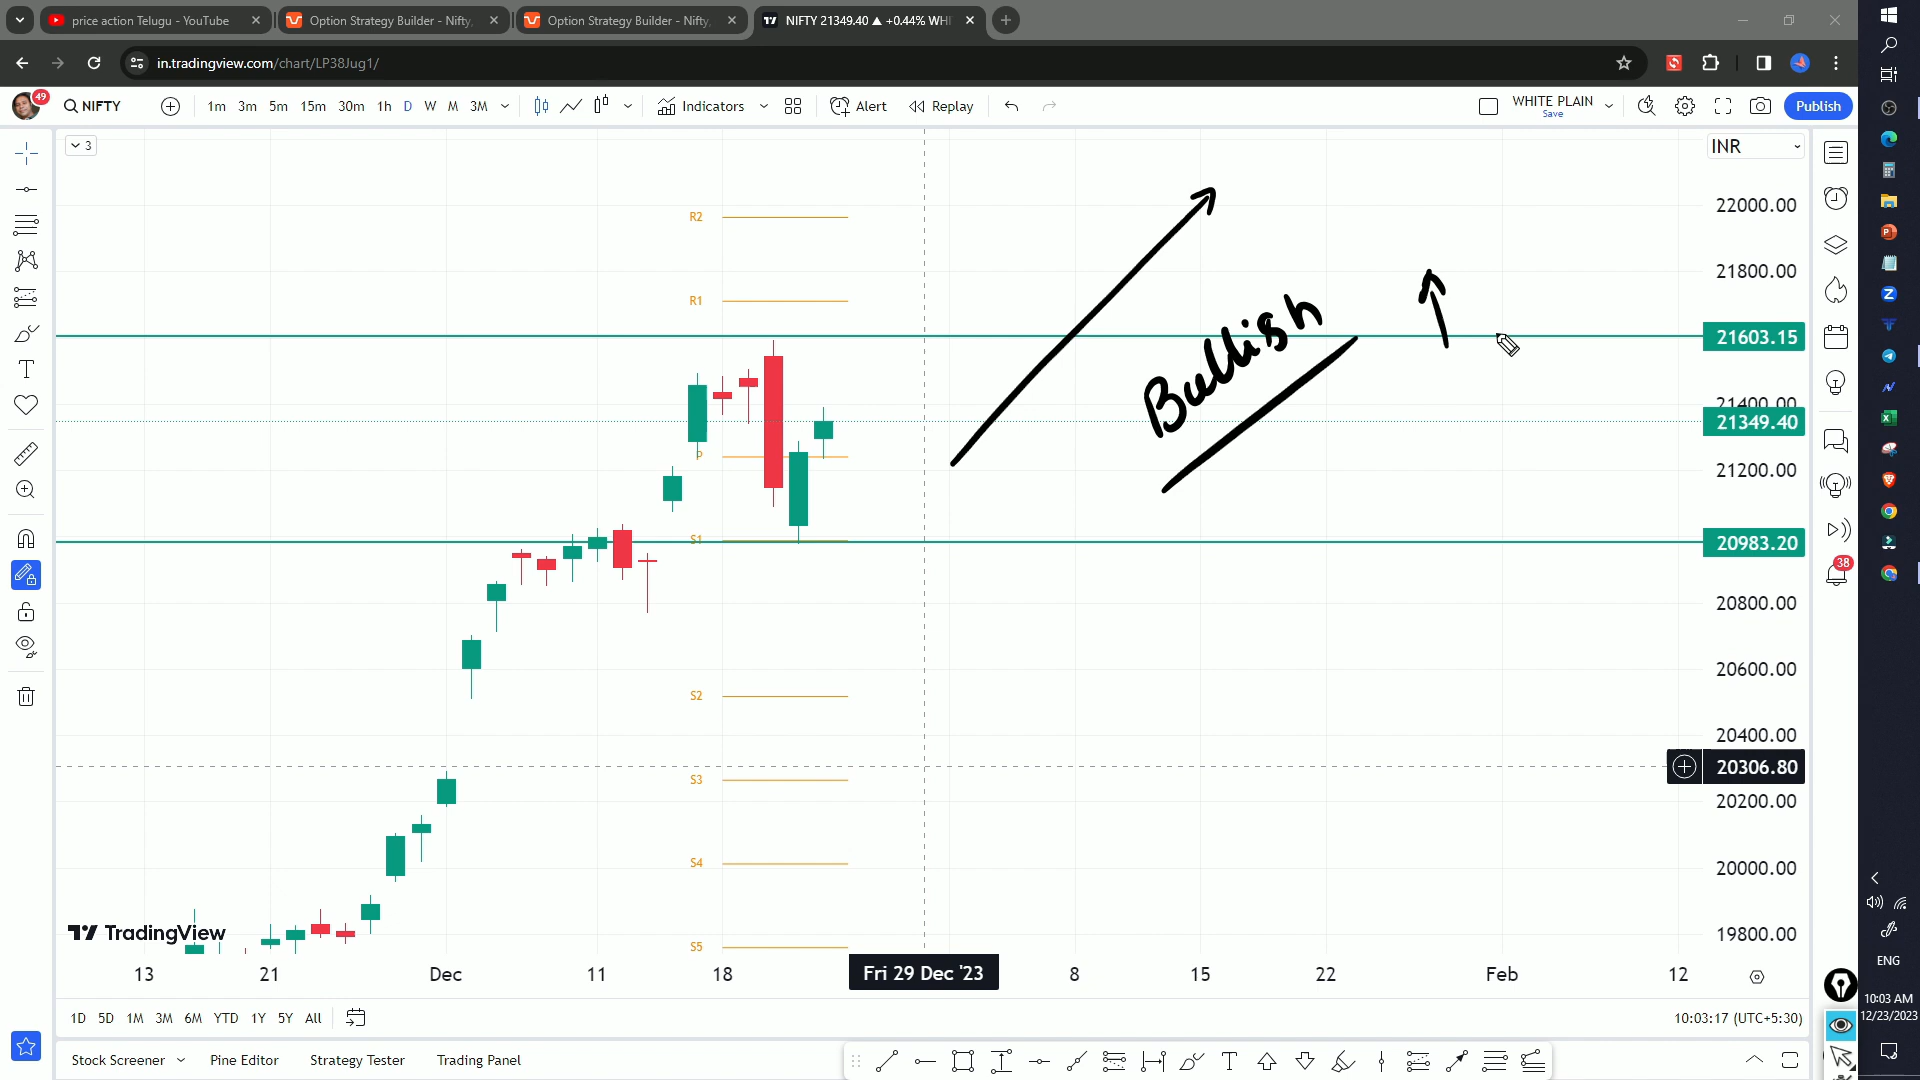 price action Telugu - YouTube
Option Strategy Builder - Nifty,
Option Strategy Builder - Nifty,
NIFTY 21349.40 ▲ +0.44% WHI
in.tradingview.com/chart/LP38Jug1/
49
NIFTY
1m 3m 5m 15m 30m 1h D W M 3M
Indicators
Alert
Replay
WHITE PLAIN
Save
Publish
3
INR
R2
R1
P
S1
S2
S3
S4
S5
Bullish
22000.00
21800.00
21603.15
21400.00
21349.40
21200.00
20983.20
20800.00
20600.00
20400.00
20306.80
20200.00
20000.00
19800.00
38
TradingView
13 21 Dec 11 18 Fri 29 Dec '23 8 15 22 Feb 12
1D 5D 1M 3M 6M YTD 1Y 5Y All
10:03:17 (UTC+5:30)
Stock Screener
Pine Editor
Strategy Tester
Trading Panel
ENG
10:03 AM
12/23/2023